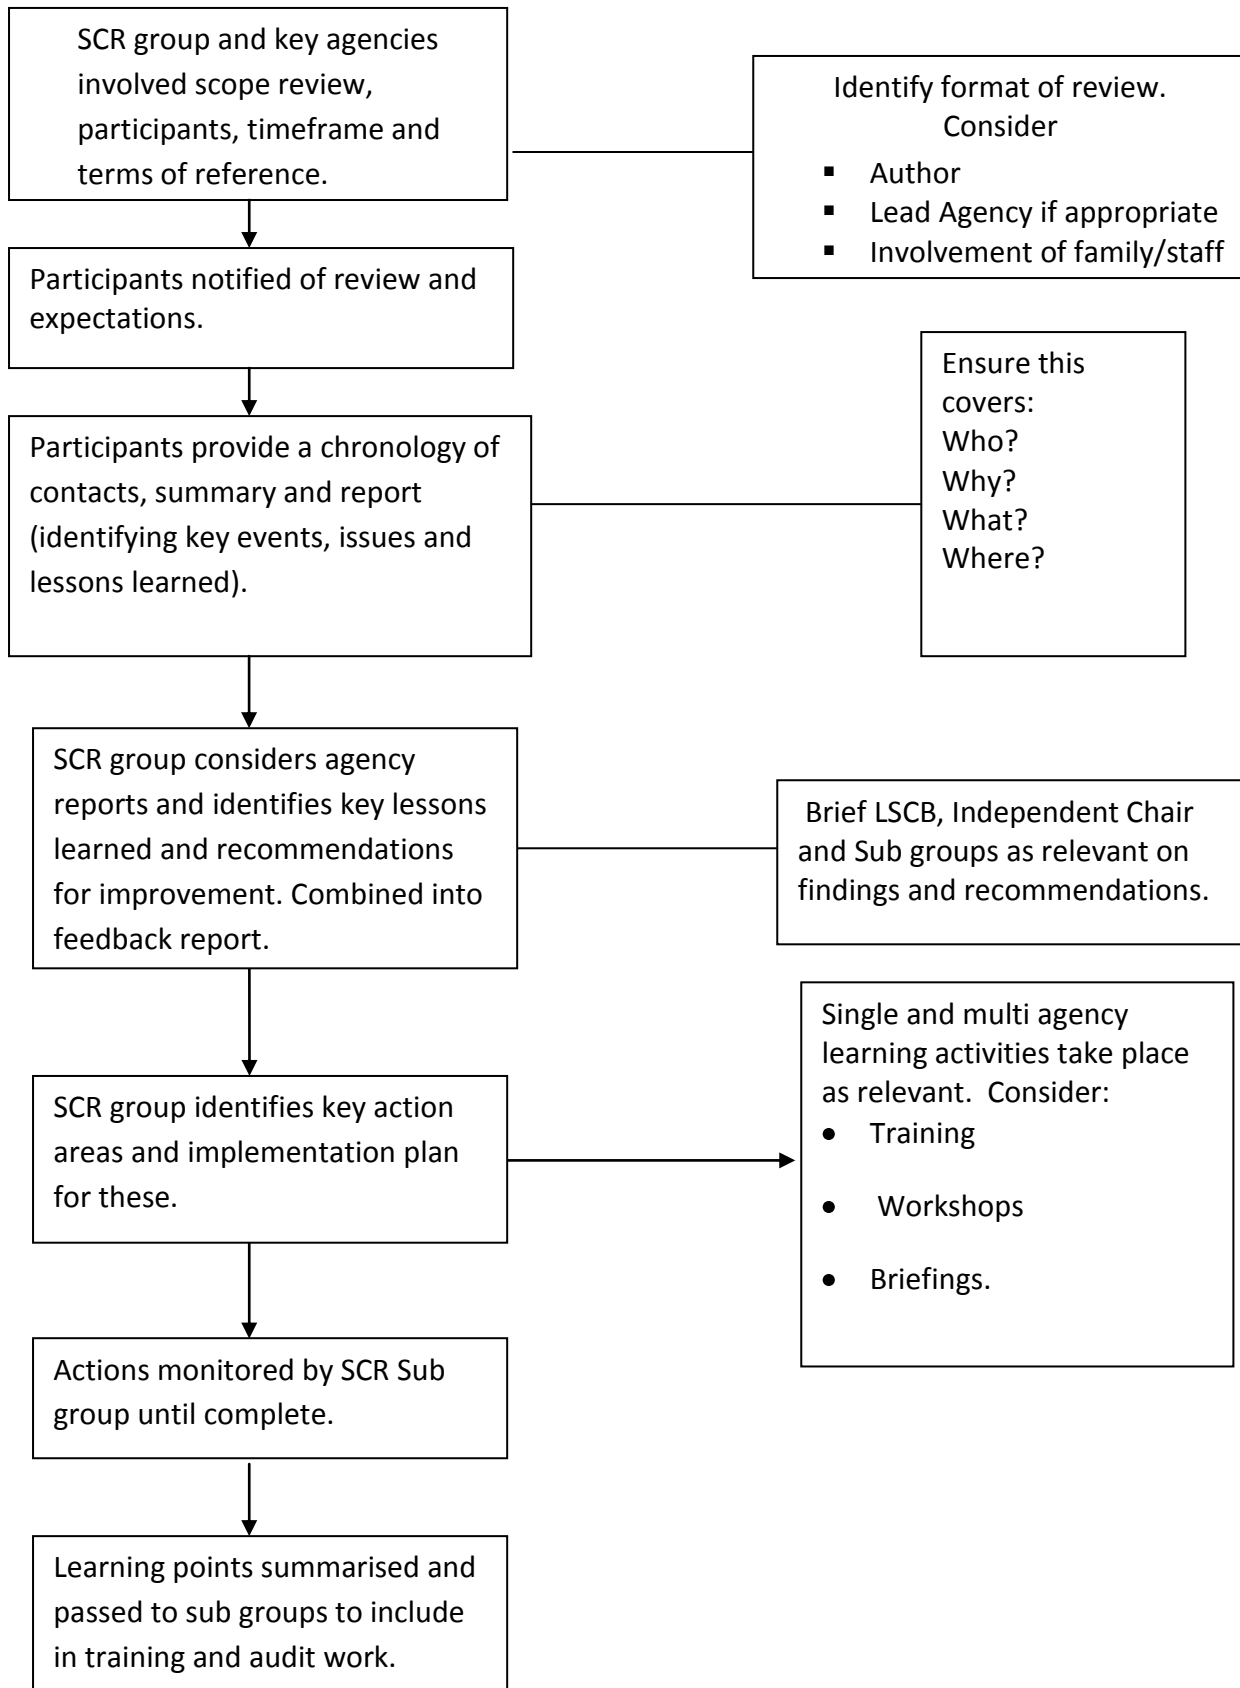 SCR group and key agencies
involved scope review,
participants, timeframe and
terms of reference.
Identify format of review.
Consider
▪ Author
▪ Lead Agency if appropriate
▪ Involvement of family/staff
Participants notified of review and
expectations.
Participants provide a chronology of
contacts, summary and report
(identifying key events, issues and
lessons learned).
Ensure this
covers:
Who?
Why?
What?
Where?
SCR group considers agency
reports and identifies key lessons
learned and recommendations
for improvement. Combined into
feedback report.
Brief LSCB, Independent Chair
and Sub groups as relevant on
findings and recommendations.
SCR group identifies key action
areas and implementation plan
for these.
Single and multi agency
learning activities take place
as relevant. Consider:
• Training
• Workshops
• Briefings.
Actions monitored by SCR Sub
group until complete.
Learning points summarised and
passed to sub groups to include
in training and audit work.